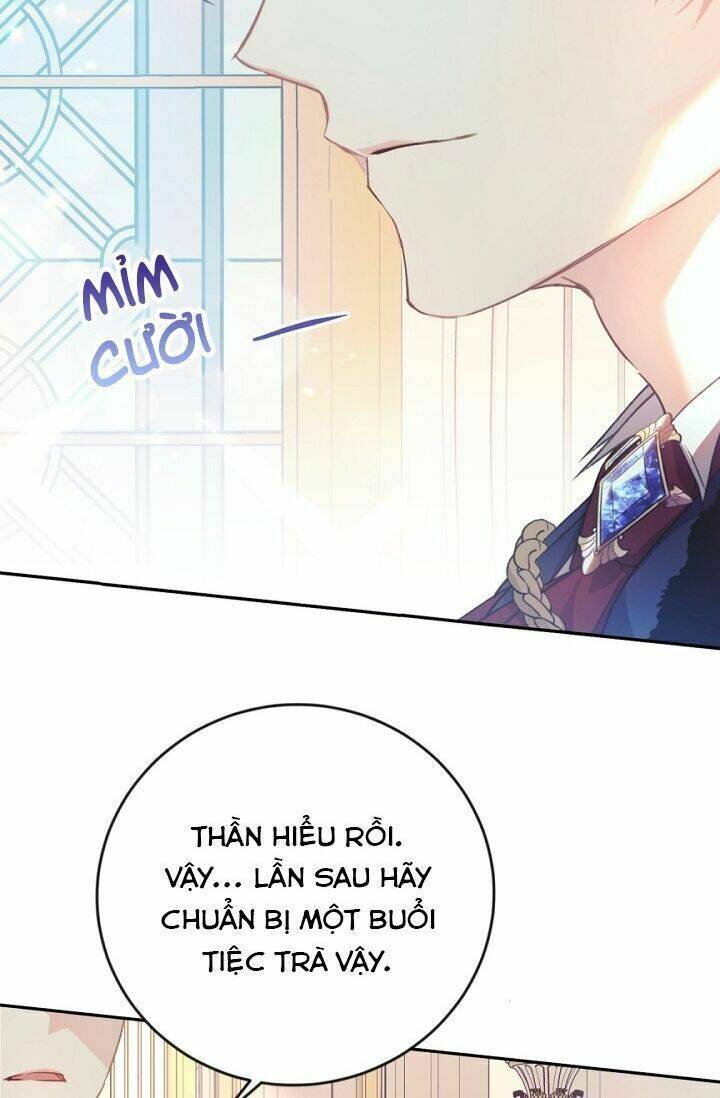 MỈM
CƯỜI
THẦN HIỂU RỒI.
VẬY... LẦN SAU HÃY
CHUẨN BỊ MỘT BUỔI
TIỆC TRÀ VẬY.